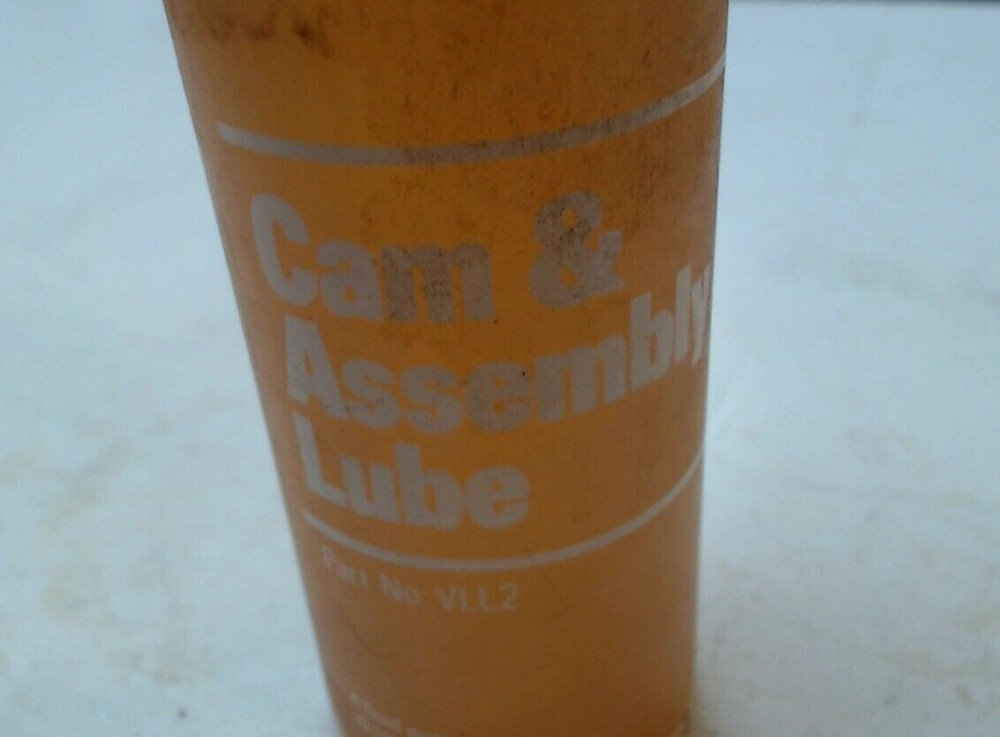 Cam &
Assembly
Lube
Part No VLL2